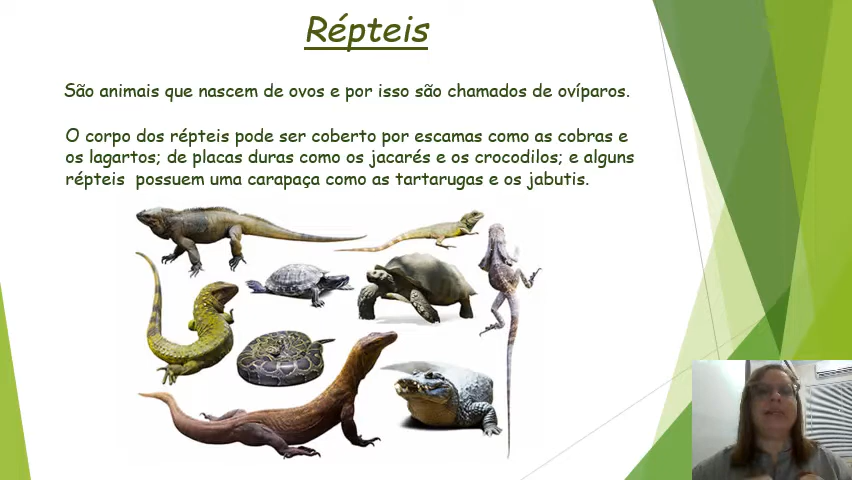 Répteis
São animais que nascem de ovos e por isso são chamados de ovíparos.
O corpo dos répteis pode ser coberto por escamas como as cobras e
os lagartos; de placas duras como os jacarés e os crocodilos; e alguns
répteis possuem uma carapaça como as tartarugas e os jabutis.